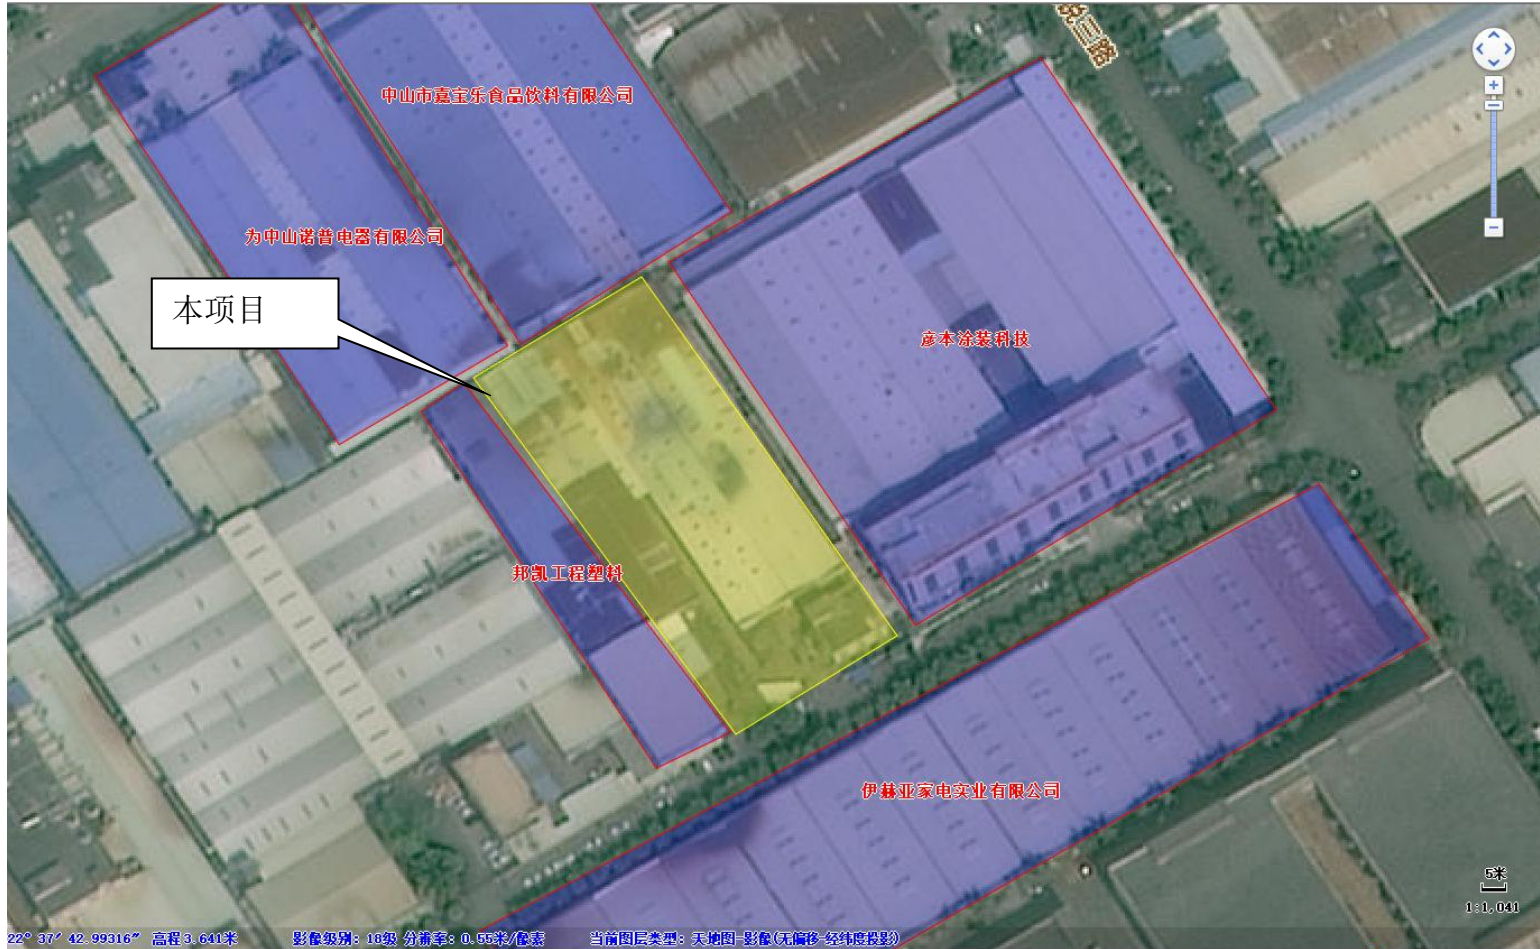 中山市嘉宝乐食品饮料有限公司
为中山诺普电器有限公司
本项目
彦本涂装科技
邦凯工程塑料
伊赫亚家电实业有限公司
5米
1:1,041
22° 37′ 42.99316″ 高程 3.641米 影像级别: 18级 分辨率: 0.55米/像素 当前图层类型: 天地图-影像(无偏移-经纬度投影)